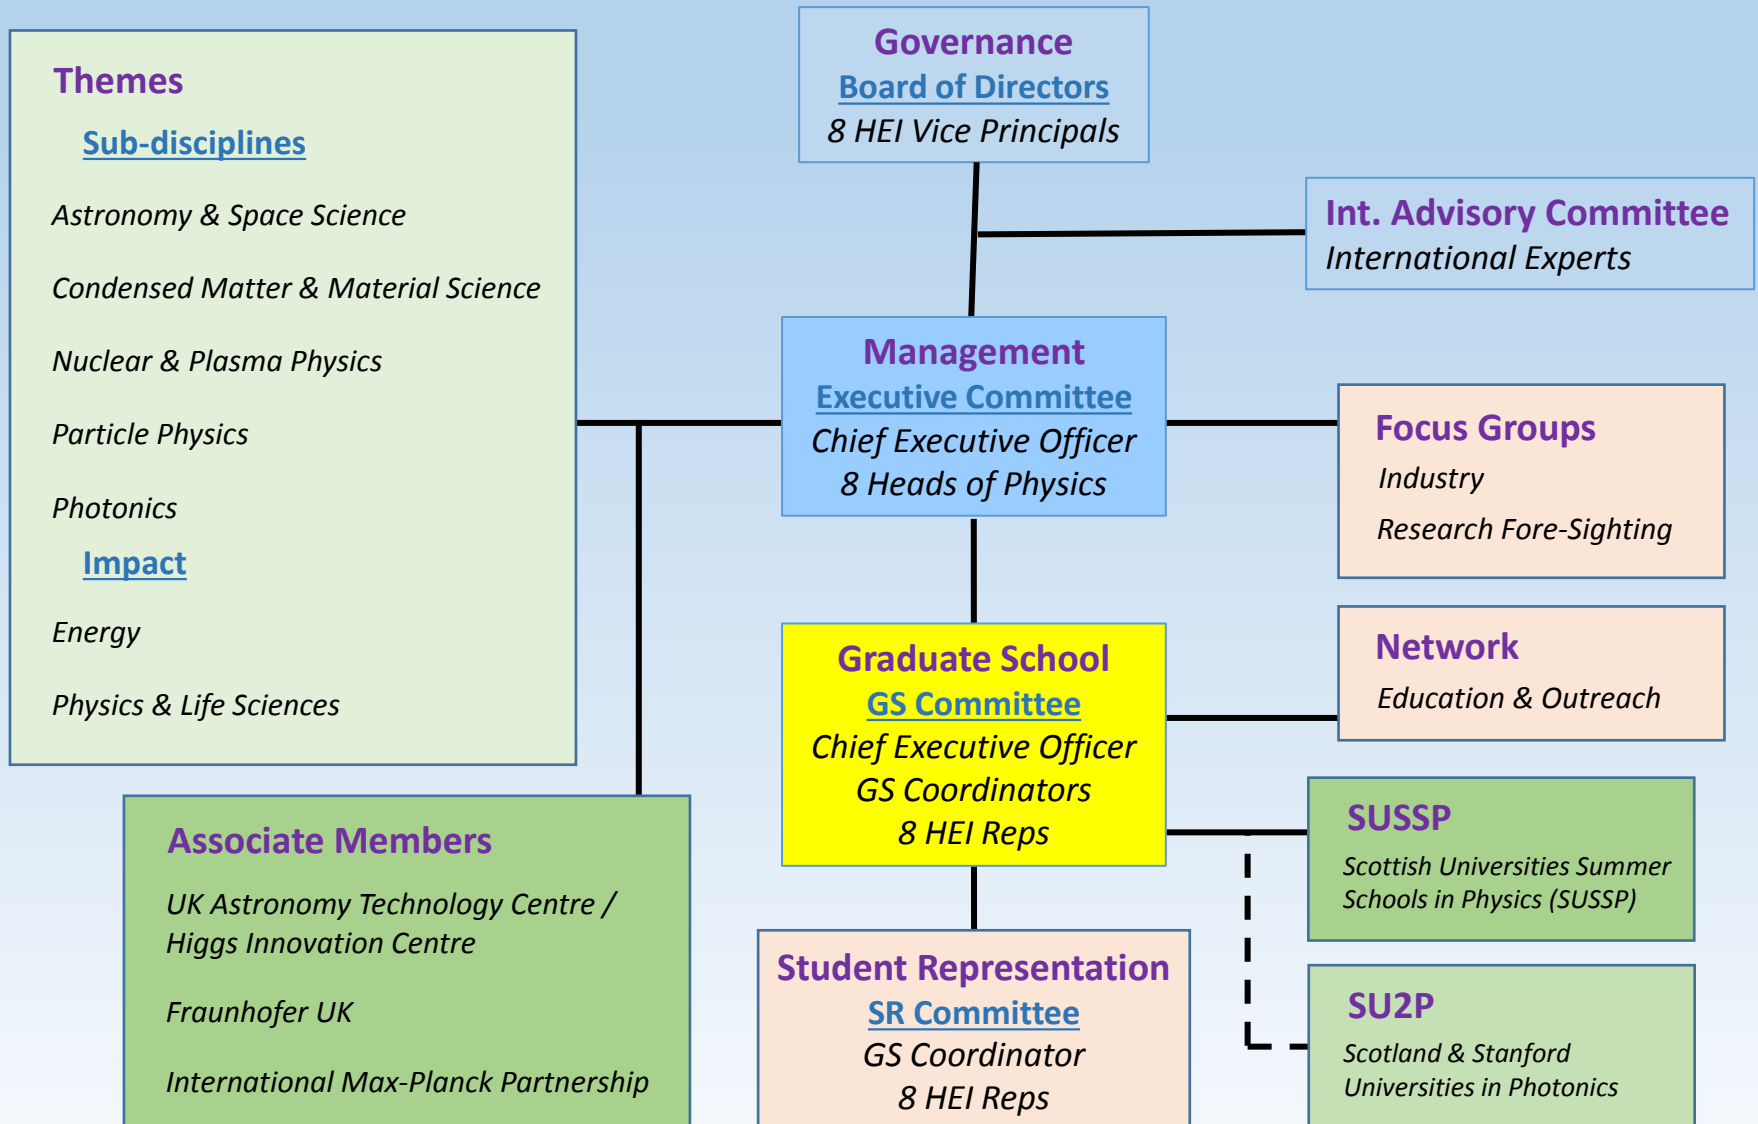 Themes
Sub-disciplines
Astronomy & Space Science
Condensed Matter & Material Science
Nuclear & Plasma Physics
Particle Physics
Photonics
Impact
Energy
Physics & Life Sciences
Governance
Board of Directors
8 HEI Vice Principals
Int. Advisory Committee
International Experts
Management
Executive Committee
Chief Executive Officer
8 Heads of Physics
Focus Groups
Industry
Research Fore-Sighting
Graduate School
GS Committee
Chief Executive Officer
GS Coordinators
8 HEI Reps
Network
Education & Outreach
Associate Members
UK Astronomy Technology Centre /
Higgs Innovation Centre
Fraunhofer UK
International Max-Planck Partnership
Student Representation
SR Committee
GS Coordinator
8 HEI Reps
SUSSP
Scottish Universities Summer
Schools in Physics (SUSSP)
SU2P
Scotland & Stanford
Universities in Photonics